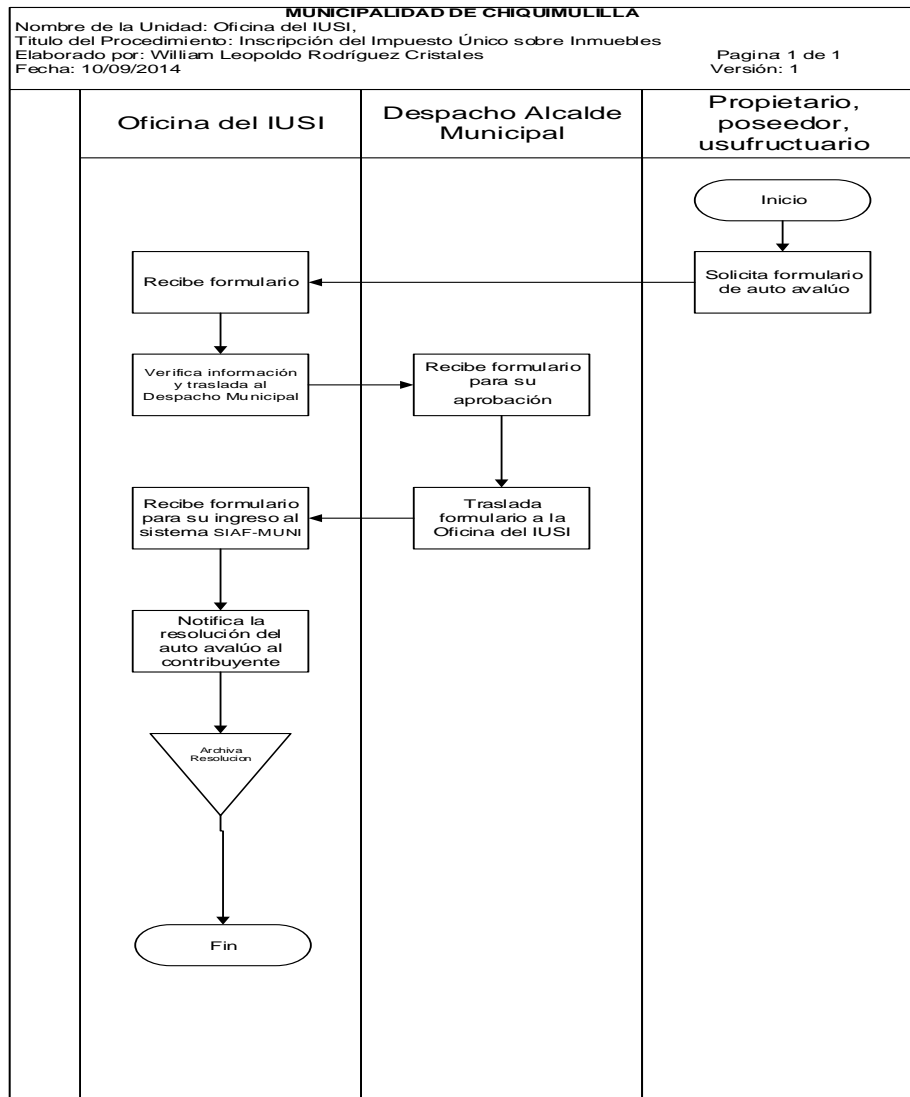 MUNICIPALIDAD DE CHIQUIMULILLA
Nombre de la Unidad: Oficina del IUSI,
Titulo del Procedimiento: Inscripción del Impuesto Único sobre Inmuebles
Elaborado por: William Leopoldo Rodríguez Cristales
Pagina 1 de 1
Fecha: 10/09/2014
Versión: 1
Oficina del IUSI
Despacho Alcalde
Municipal
Propietario,
poseedor,
usufructuario
Inicio
Solicita formulario
de auto avalúo
Recibe formulario
Verifica información
y traslada al
Despacho Municipal
Recibe formulario
para su
aprobación
Traslada
formulario a la
Oficina del IUSI
Recibe formulario
para su ingreso al
sistema SIAF-MUNI
Notifica la
resolución del
auto avalúo al
contribuyente
Archiva
Resolucion
Fin